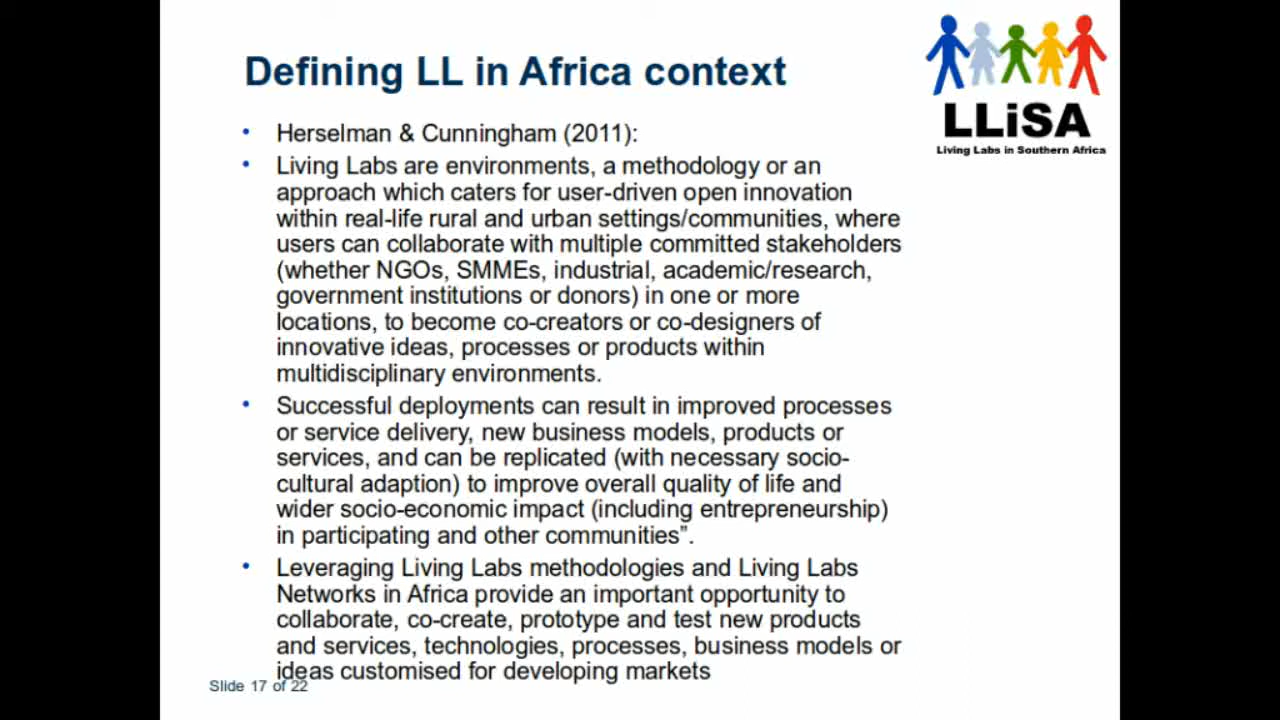 Defining LL in Africa context
LLiSA
Living Labs in Southern Africa
• Herselman & Cunningham (2011):
• Living Labs are environments, a methodology or an
approach which caters for user-driven open innovation
within real-life rural and urban settings/communities, where
users can collaborate with multiple committed stakeholders
(whether NGOs, SMMEs, industrial, academic/research,
government institutions or donors) in one or more
locations, to become co-creators or co-designers of
innovative ideas, processes or products within
multidisciplinary environments.
• Successful deployments can result in improved processes
or service delivery, new business models, products or
services, and can be replicated (with necessary socio-
cultural adaption) to improve overall quality of life and
wider socio-economic impact (including entrepreneurship)
in participating and other communities”.
• Leveraging Living Labs methodologies and Living Labs
Networks in Africa provide an important opportunity to
collaborate, co-create, prototype and test new products
and services, technologies, processes, business models or
ideas customised for developing markets
Slide 17 of 22